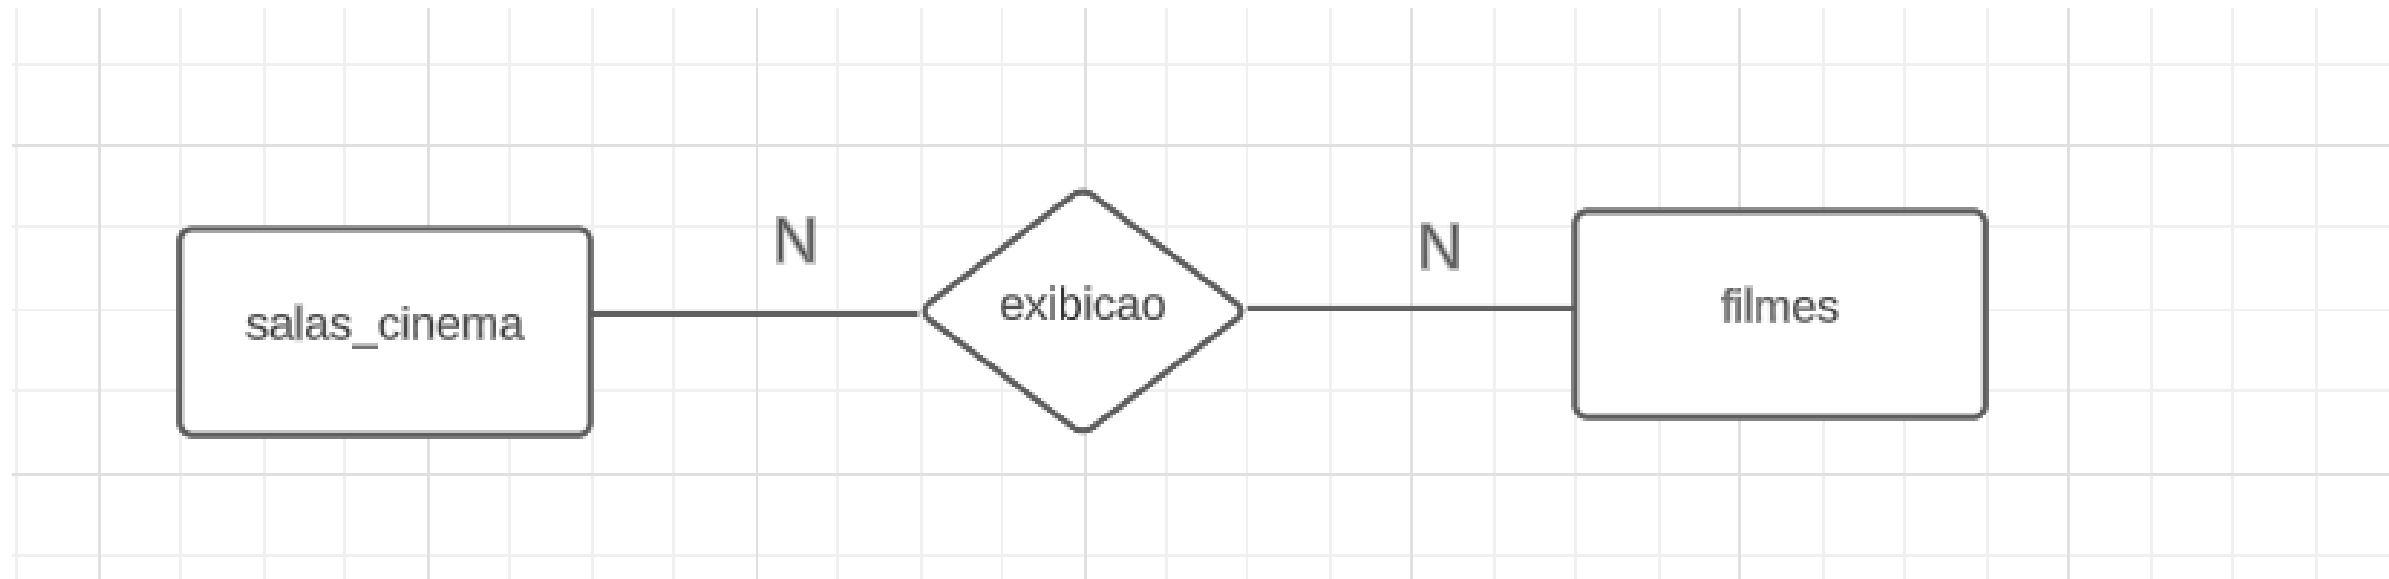 N
N
salas_cinema
exibicao
filmes